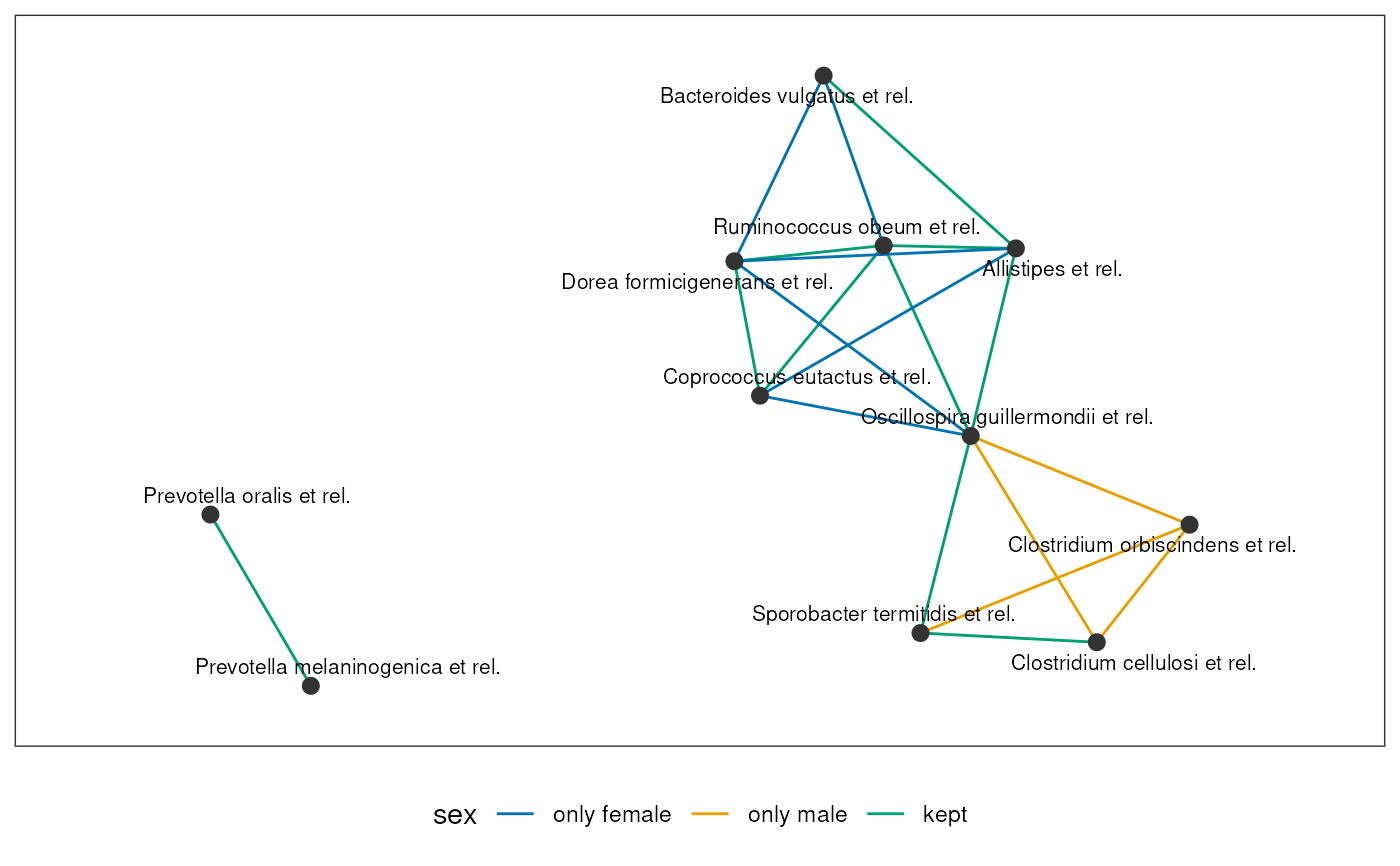 Bacteroides vulgatus et rel.
Ruminococcus obeum et rel.
Allistipes et rel.
Dorea formicigenerans et rel.
Coprococcus eutactus et rel.
Oscillospira guillermondii et rel.
Prevotella oralis et rel.
Clostridium orbiscindens et rel.
Sporobacter termitidis et rel.
Clostridium cellulosi et rel.
Prevotella melaninogenica et rel.
sex only female only male kept